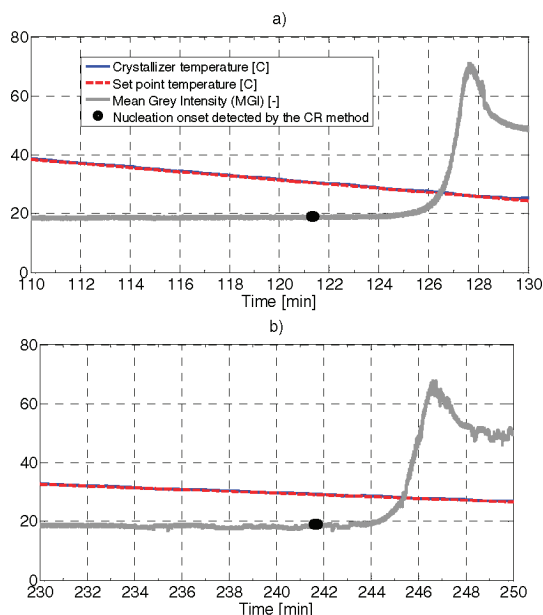 a)
80
60
40
20
0
Crystallizer temperature [C]
Set point temperature [C]
Mean Grey Intensity (MGI) [-]
Nucleation onset detected by the CR method
110 112 114 116 118 120 122 124 126 128 130
Time [min]
b)
80
60
40
20
0
230 232 234 236 238 240 242 244 246 248 250
Time [min]